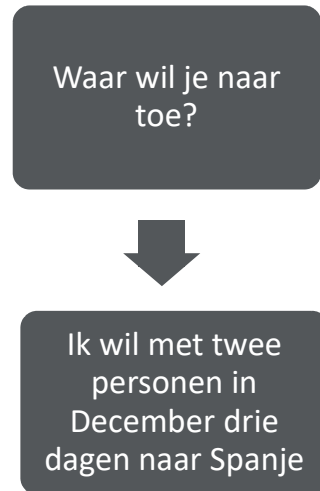 Waar wil je naar
toe?
Ik wil met twee
personen in
December drie
dagen naar Spanje